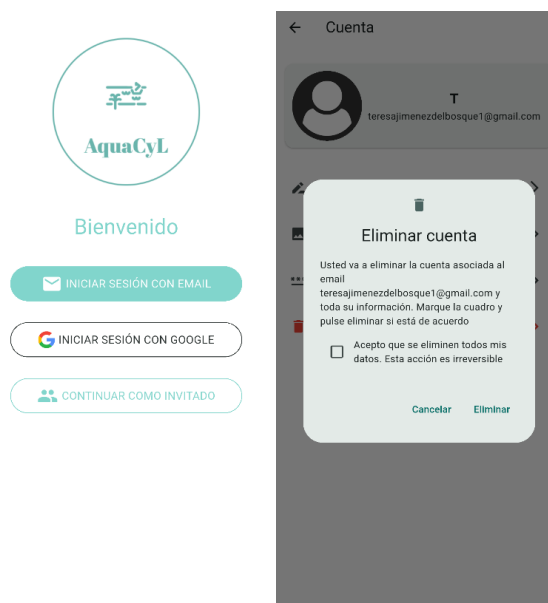 AquaCyL
Bienvenido
INICIAR SESIÓN CON EMAIL
INICIAR SESIÓN CON GOOGLE
CONTINUAR COMO INVITADO
Cuenta
T
teresajimenezdelbosque1@gmail.com
Eliminar cuenta
Usted va a eliminar la cuenta asociada al
email
teresajimenezdelbosque1@gmail.com y
toda su información. Marque la cuadro y
pulse eliminar si está de acuerdo
Acepto que se eliminen todos mis
datos. Esta acción es irreversible
Cancelar
Eliminar